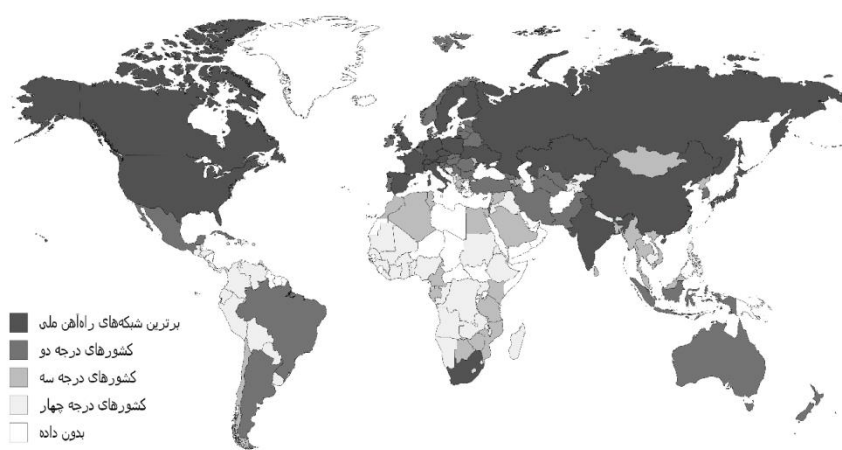 برترین شبکه‌های راه‌آهن ملی
کشورهای درجه دو
کشورهای درجه سه
کشورهای درجه چهار
بدون داده